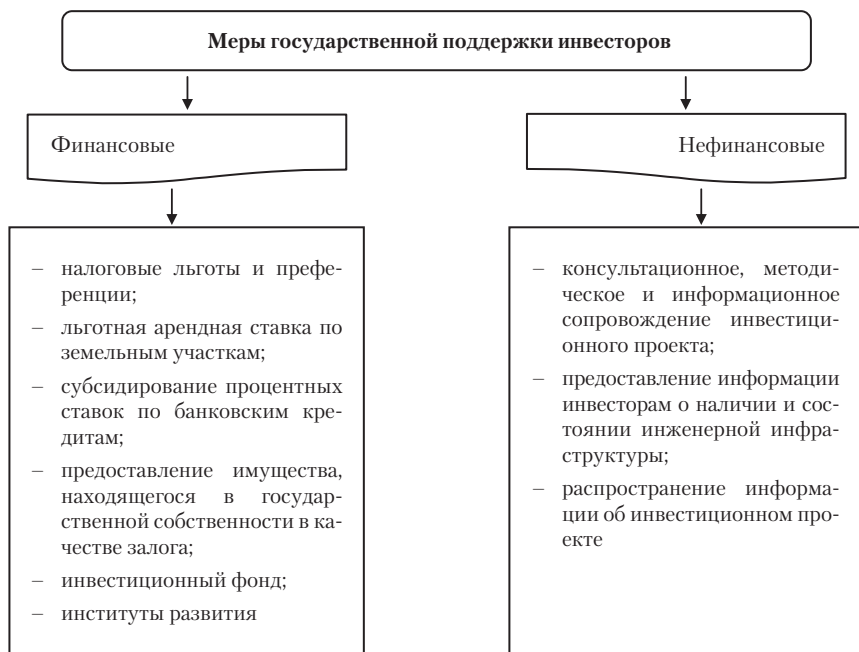 Меры государственной поддержки инвесторов
Финансовые
– налоговые льготы и префе-
ренции;
– льготная арендная ставка по
земельным участкам;
– субсидирование процентных
ставок по банковским кре-
дитам;
– предоставление имущества,
находящегося в государ-
ственной собственности в ка-
честве залога;
– инвестиционный фонд;
– институты развития
Нефинансовые
– консультационное, методи-
ческое и информационное
сопровождение инвестици-
онного проекта;
– предоставление информации
инвесторам о наличии и сос-
тоянии инженерной инфра-
структуры;
– распространение информа-
ции об инвестиционном про-
екте